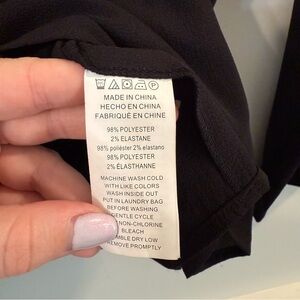 MADE IN CHINA
HECHO EN CHINA
FABRIQUÉ EN CHINE
98% POLYESTER
2% ELASTANE
98% poliéster 2% elastano
98% POLYESTER
2% ÉLASTHANNE
MACHINE WASH COLD
WITH LIKE COLORS
WASH INSIDE OUT
PUT IN LAUNDRY BAG
BEFORE WASHING
GENTLE CYCLE
NON-CHLORINE
BLEACH
MBLE DRY LOW
REMOVE PROMPTLY